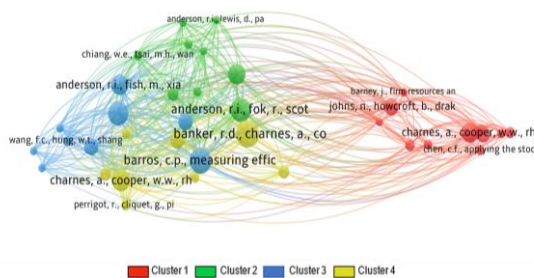 anderson, r.i., lewis, d., pa
chiang, w.e., tsai, m.h., wan
anderson, r.i., fish, m., xia
barney, j., firm resources an
johns, n., howcroft, b., drak
anderson, r.i., fok, r., scot
banker, r.d., charnes, a., co
charnes, a., cooper, w.w., rh
wang, f.c., hung, w.t., shang
chen, c.f., applying the stoc
barros, c.p., measuring effic
charnes, a., cooper, w.w., rh
perrigot, r., cliquet, g., pi
Cluster 1 Cluster 2 Cluster 3 Cluster 4